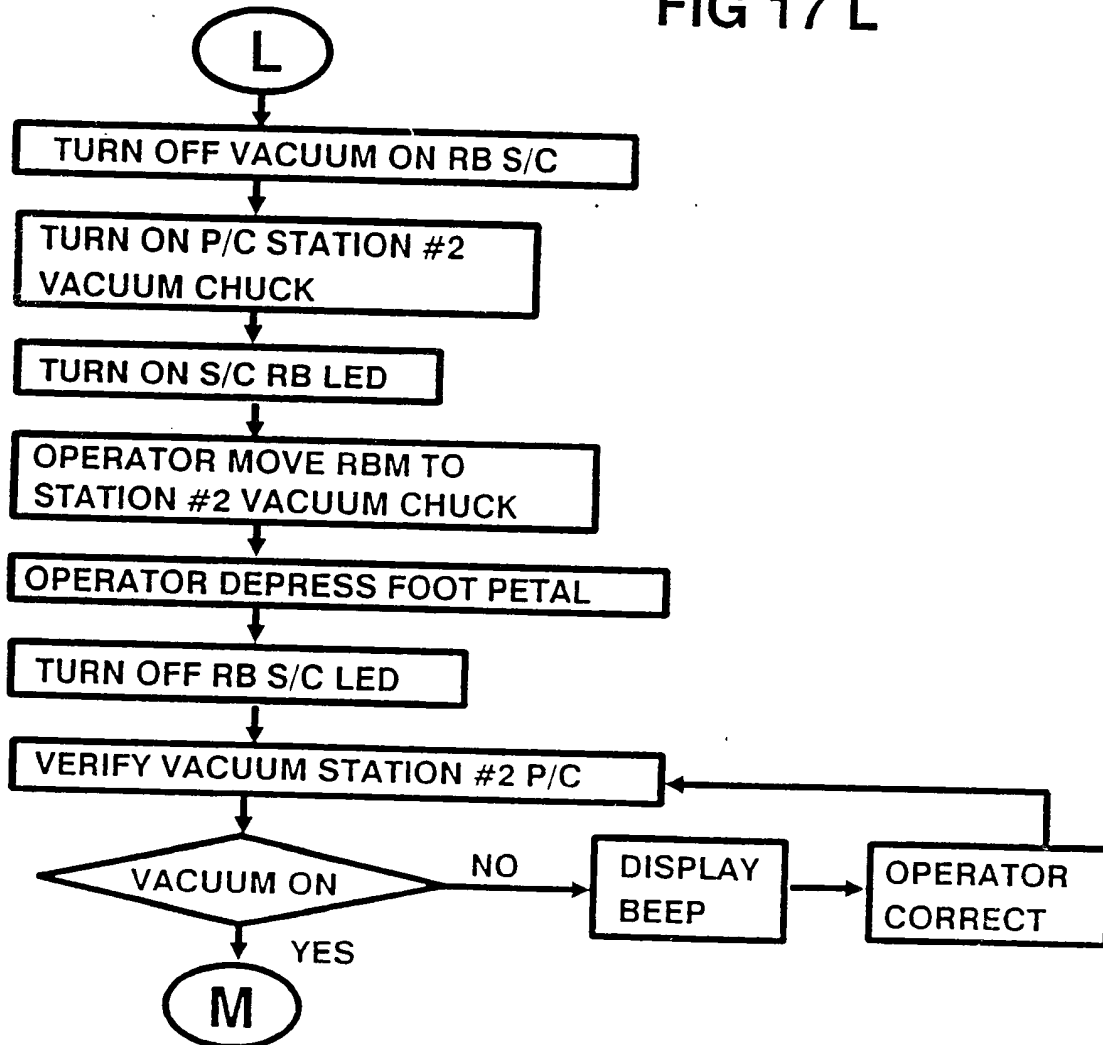 FIG 17 L
L
TURN OFF VACUUM ON RB S/C
TURN ON P/C STATION #2
VACUUM CHUCK
TURN ON S/C RB LED
OPERATOR MOVE RBM TO
STATION #2 VACUUM CHUCK
OPERATOR DEPRESS FOOT PETAL
TURN OFF RB S/C LED
VERIFY VACUUM STATION #2 P/C
VACUUM ON
NO
DISPLAY
BEEP
OPERATOR
CORRECT
YES
M